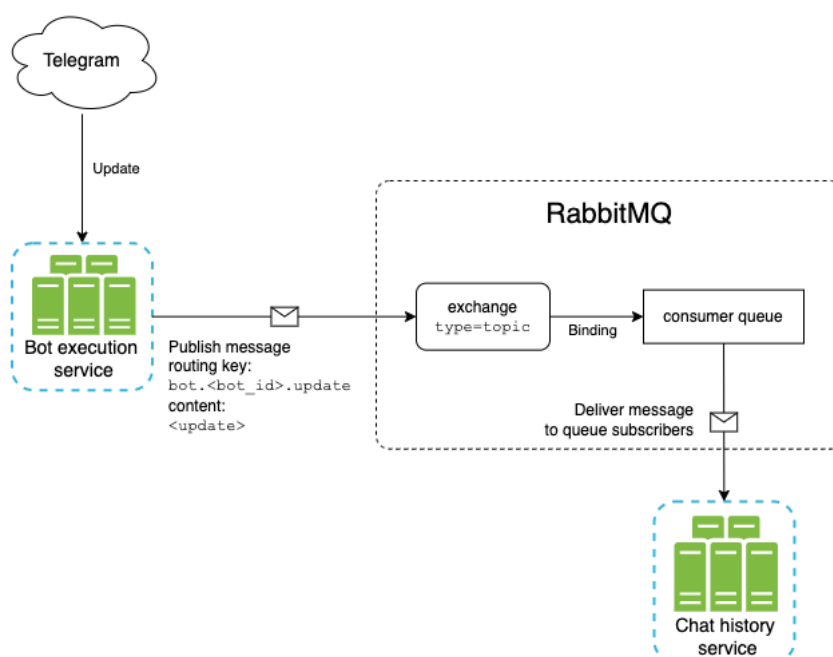 Telegram
Update
RabbitMQ
Bot execution
service
Publish message
routing key:
bot.<bot_id>.update
content:
<update>
exchange
type=topic
Binding
consumer queue
Deliver message
to queue subscribers
Chat history
service